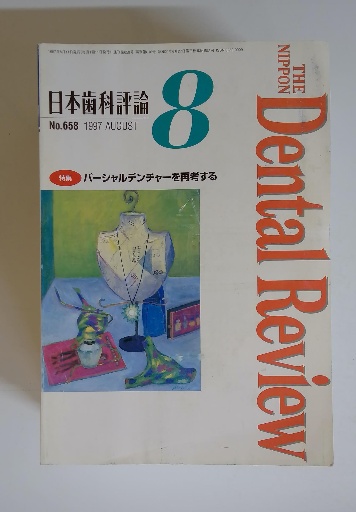 日本歯科評論
8
No.658 1997 AUGUST
特集 パーシャルデンチャーを再考する
THE NIPPON
Dental Review